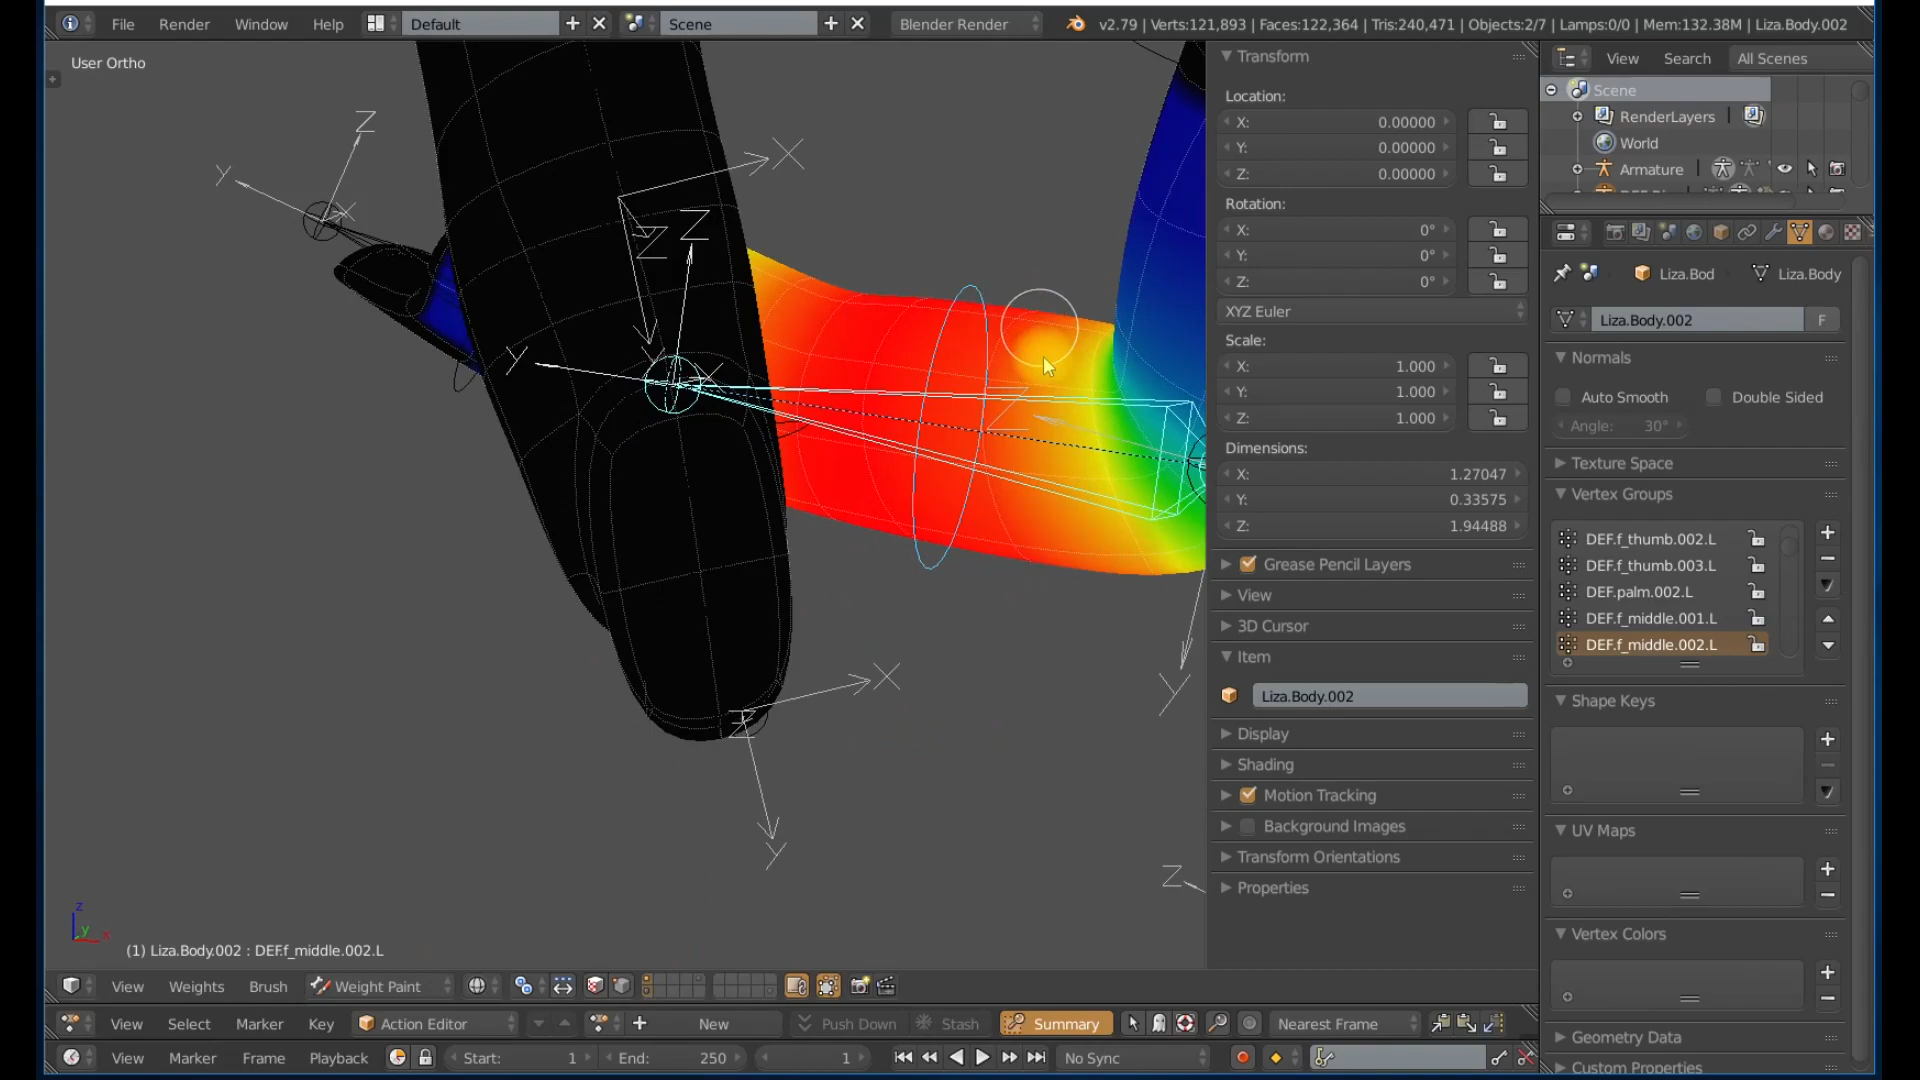 File Render Window Help Default Scene Blender Render v2.79 | Verts:121,893 | Faces:122,364 | Tris:240,471 | Objects:2/7 | Lamps:0/0 | Mem:132.38M | Liza.Body.002
User Ortho
Transform
Location:
X: 0.00000
Y: 0.00000
Z: 0.00000
Rotation:
X: 0°
Y: 0°
Z: 0°
XYZ Euler
Scale:
X: 1.000
Y: 1.000
Z: 1.000
Dimensions:
X: 1.27047
Y: 0.33575
Z: 1.94488
Grease Pencil Layers
View
3D Cursor
Item
Liza.Body.002
Display
Shading
Motion Tracking
Background Images
Transform Orientations
Properties
View Search All Scenes
Scene
RenderLayers
World
Armature
Liza.Bod Liza.Body
Liza.Body.002 F
Normals
Auto Smooth Double Sided
Angle: 30°
Texture Space
Vertex Groups
DEF.f_thumb.002.L
DEF.f_thumb.003.L
DEF.palm.002.L
DEF.f_middle.001.L
DEF.f_middle.002.L
Shape Keys
UV Maps
Vertex Colors
Geometry Data
Custom Properties
Z
Y
X
X
Z
Z
Y
Y
X
Z
X
Z
Y
Y
Z
z
y
x
(1) Liza.Body.002 : DEF.f_middle.002.L
View Weights Brush Weight Paint
View Select Marker Key Action Editor New Push Down Stash Summary Nearest Frame
View Marker Frame Playback Start: 1 End: 250 1 No Sync